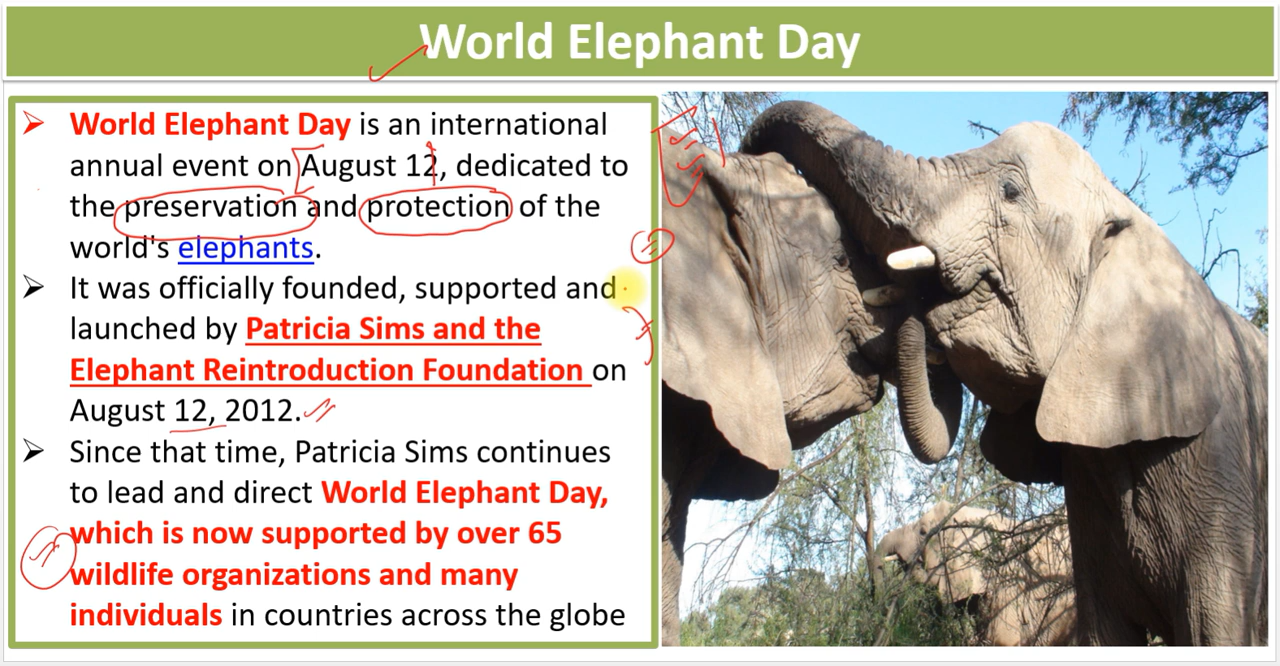 World Elephant Day
World Elephant Day is an international
annual event on August 12, dedicated to
the preservation and protection of the
world's elephants.
It was officially founded, supported and
launched by Patricia Sims and the
Elephant Reintroduction Foundation on
August 12, 2012.
Since that time, Patricia Sims continues
to lead and direct World Elephant Day,
which is now supported by over 65
wildlife organizations and many
individuals in countries across the globe